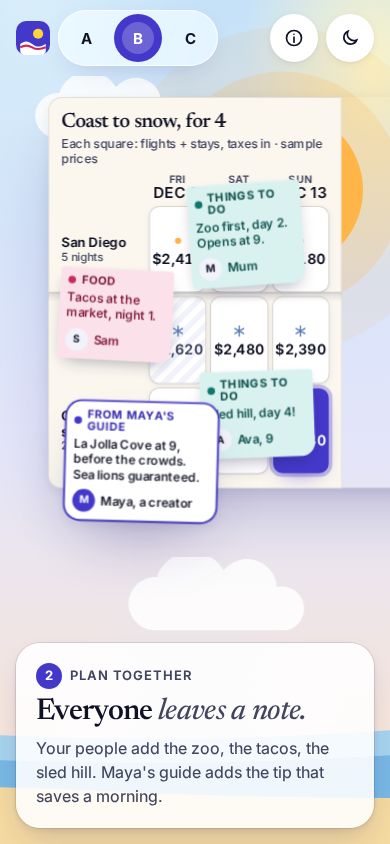 A
B
C
Coast to snow, for 4
Each square: flights + stays, taxes in · sample
prices
FRI
SAT
SUN
DEC
C 13
THINGS TO
DO
Zoo first, day 2.
Opens at 9.
M
Mum
San Diego
5 nights
$2,41
80
FOOD
Tacos at the
market, night 1.
S
Sam
,620
$2,480
$2,390
THINGS TO
DO
ed hill, day 4!
Ava, 9
FROM MAYA'S
GUIDE
La Jolla Cove at 9,
before the crowds.
Sea lions guaranteed.
M
Maya, a creator
2
PLAN TOGETHER
Everyone leaves a note.
Your people add the zoo, the tacos, the
sled hill. Maya's guide adds the tip that
saves a morning.